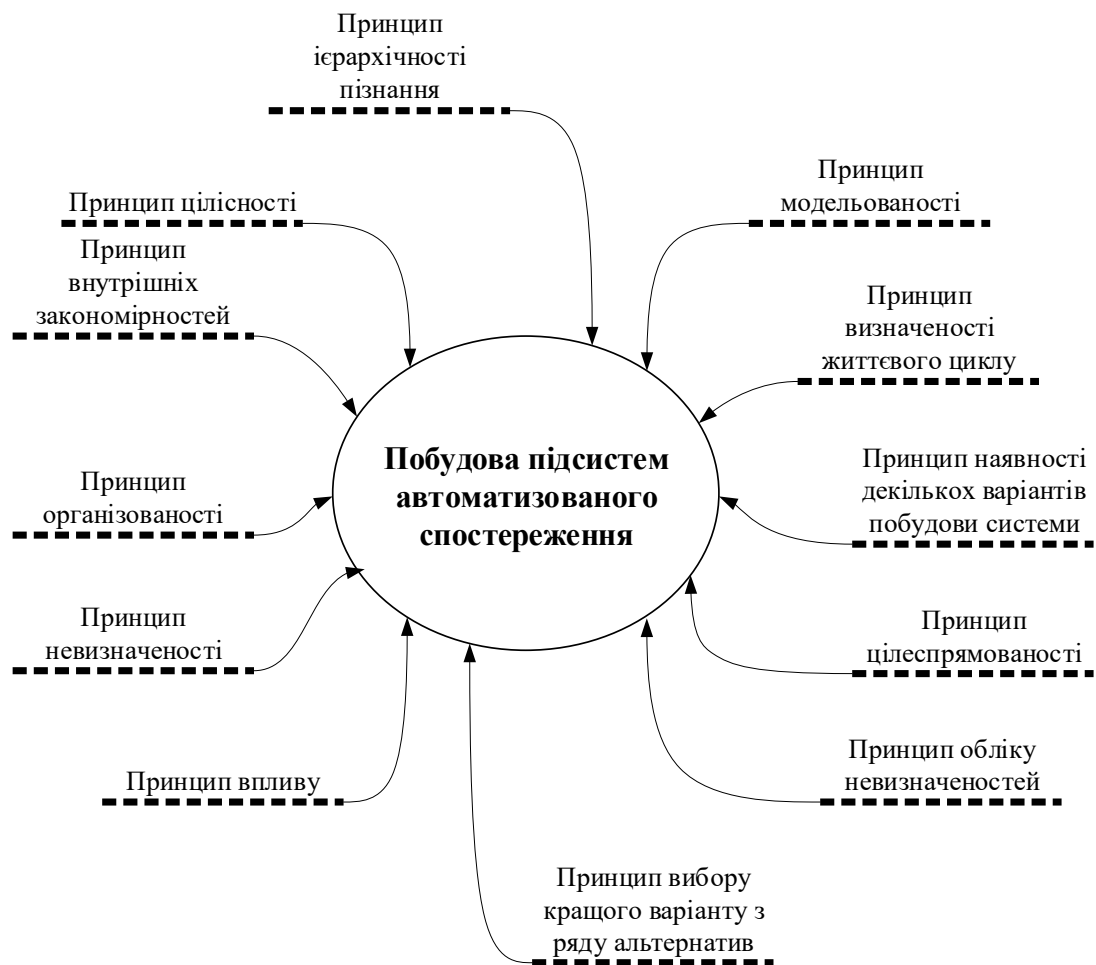 Принцип
ієрархічності
пізнання
Принцип цілісності
Принцип
модельованості
Принцип
внутрішніх
закономірностей
Принцип
визначеності
життєвого циклу
Побудова підсистем
автоматизованого
спостереження
Принцип наявності
декількох варіантів
побудови системи
Принцип
організованості
Принцип
невизначеності
Принцип
цілеспрямованості
Принцип обліку
невизначеностей
Принцип впливу
Принцип вибору
кращого варіанту з
ряду альтернатив